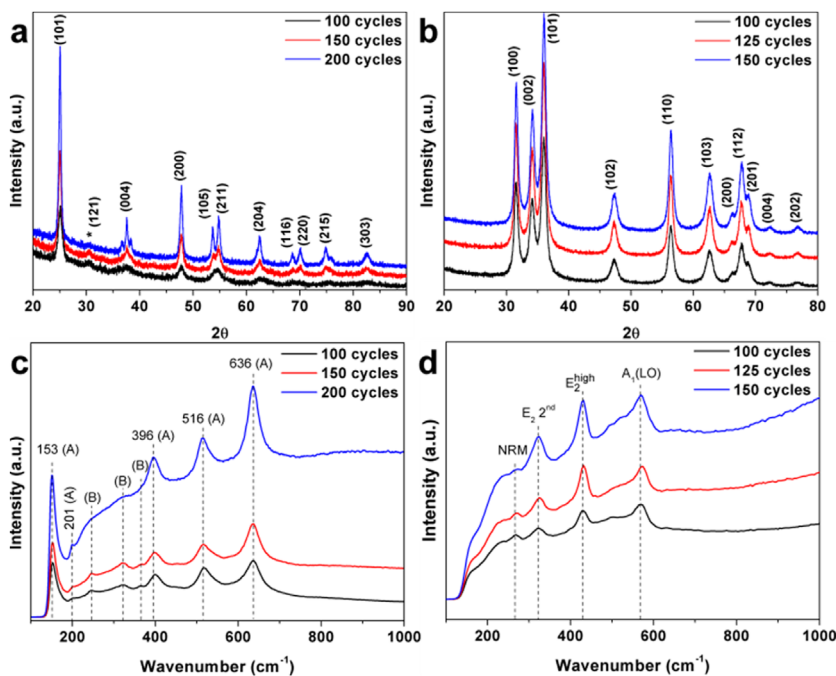 a
100 cycles
150 cycles
200 cycles
(101)
* (121)
(004)
(200)
(105)
(211)
(204)
(116)
(220)
(215)
(303)
Intensity (a.u.)
20 30 40 50 60 70 80 90
2θ
b
100 cycles
125 cycles
150 cycles
(100)
(002)
(101)
(102)
(110)
(103)
(200)
(112)
(201)
(004)
(202)
Intensity (a.u.)
20 30 40 50 60 70 80
2θ
c
100 cycles
150 cycles
200 cycles
153 (A)
201 (A)
(B)
(B)
(B)
396 (A)
516 (A)
636 (A)
Intensity (a.u.)
200 400 600 800 1000
Wavenumber (cm⁻¹)
d
100 cycles
125 cycles
150 cycles
NRM
E₂ 2ⁿᵈ
E₂ʰⁱᵍʰ
A₁(LO)
Intensity (a.u.)
200 400 600 800 1000
Wavenumber (cm⁻¹)